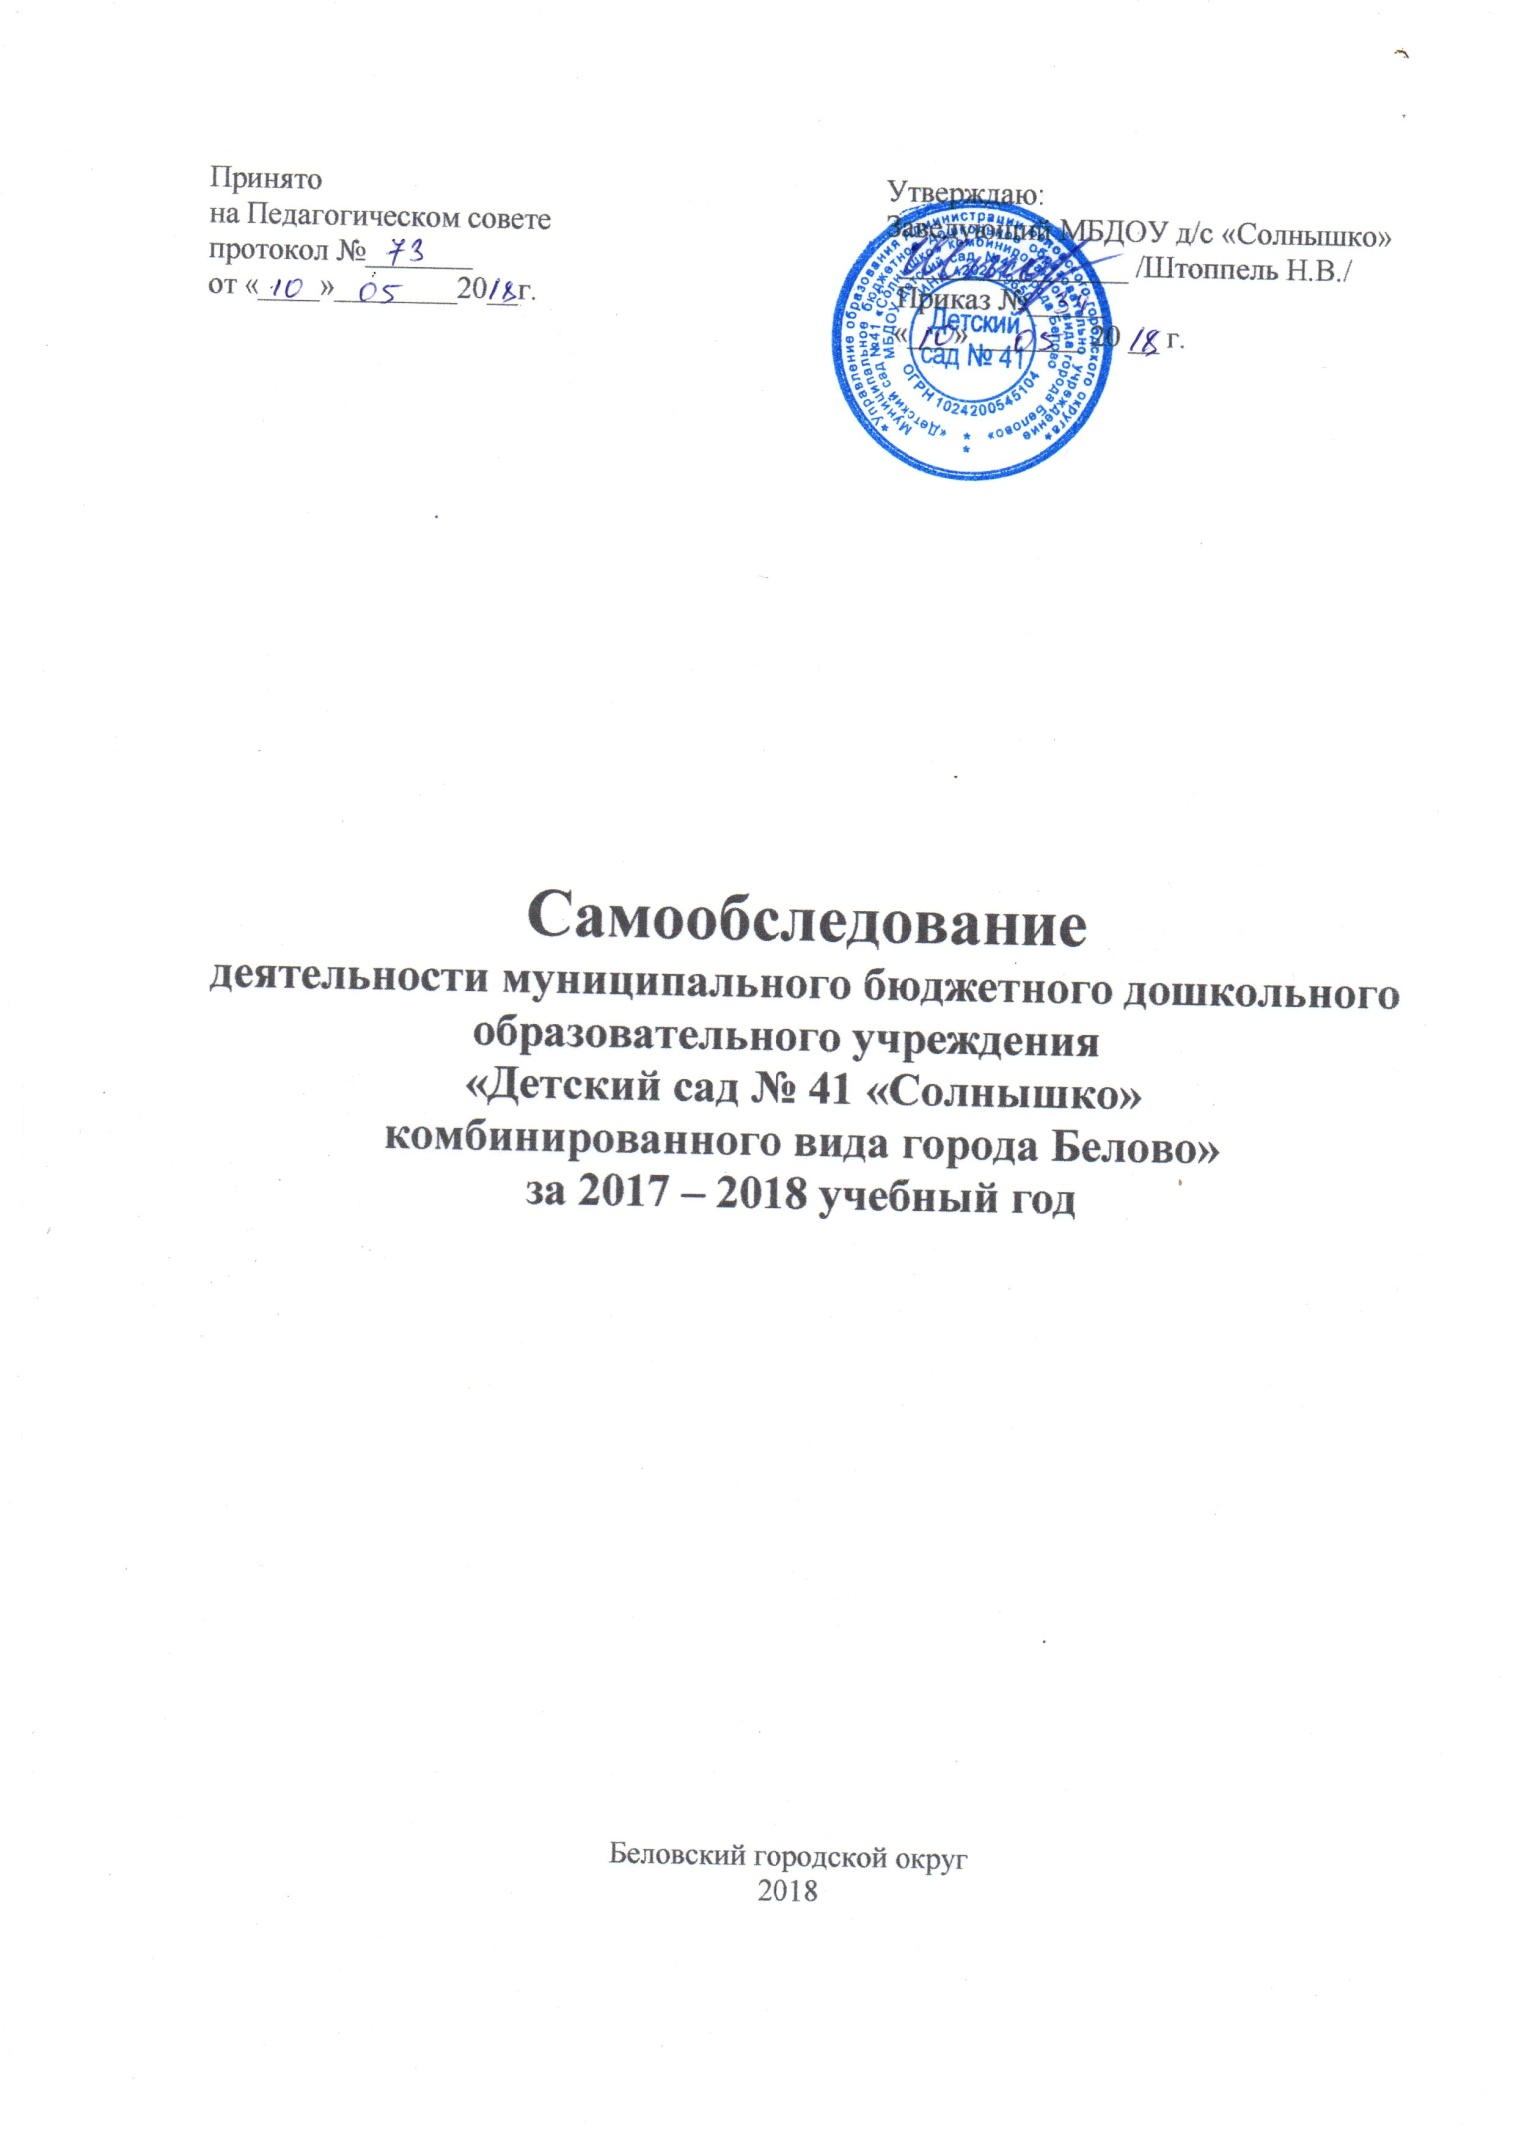 Принято
на Педагогическом совете
протокол № 73
от «10» 05 2018г.
Утверждаю:
Заведующий МБДОУ д/с «Солнышко»
/Штоппель Н.В./
Приказ №
«10» 05 2018 г.
Детский
сад № 41
ОГРН 1024200545104
Самообследование
деятельности муниципального бюджетного дошкольного
образовательного учреждения
«Детский сад № 41 «Солнышко»
комбинированного вида города Белово»
за 2017 – 2018 учебный год
Беловский городской округ
2018